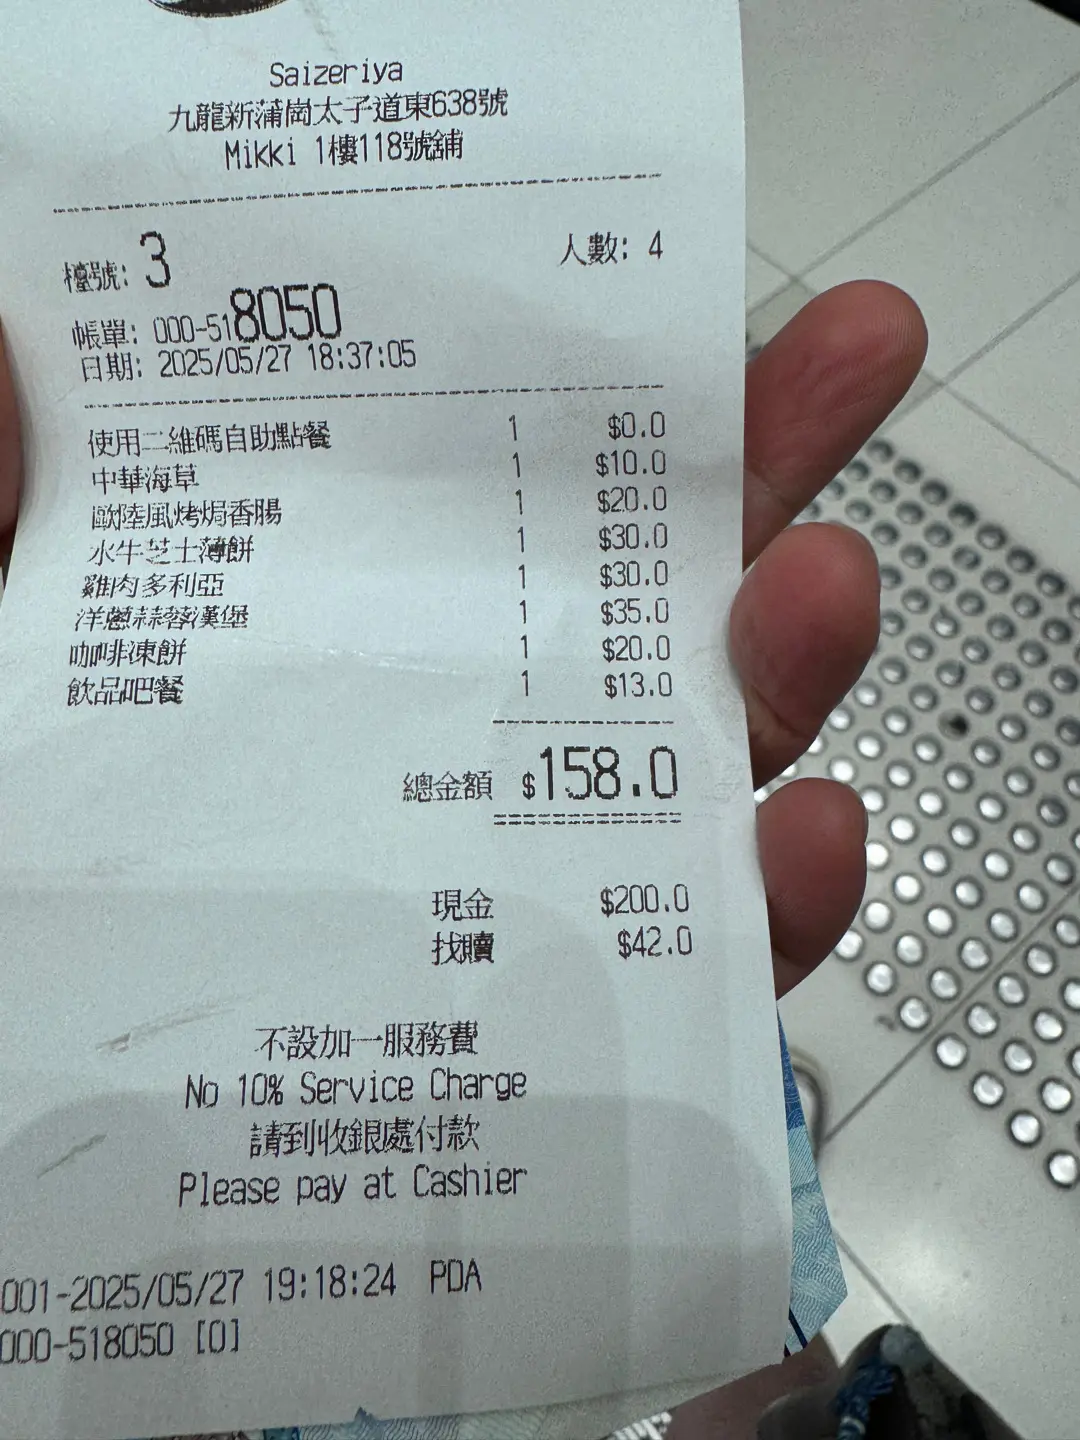 Saizeriya
九龍新蒲崗太子道東638號
Mikki 1樓118號舖
檯號: 3 人數: 4
帳單: 000-518050
日期: 2025/05/27 18:37:05
使用二維碼自助點餐 1 $0.0
中華海草 1 $10.0
歐陸風烤焗香腸 1 $20.0
水牛芝士薄餅 1 $30.0
雞肉多利亞 1 $30.0
洋蔥蒜蓉漢堡 1 $35.0
咖啡凍餅 1 $20.0
飲品吧餐 1 $13.0
總金額 $158.0
現金 $200.0
找贖 $42.0
不設加一服務費
No 10% Service Charge
請到收銀處付款
Please pay at Cashier
001-2025/05/27 19:18:24 PDA
000-518050 [0]